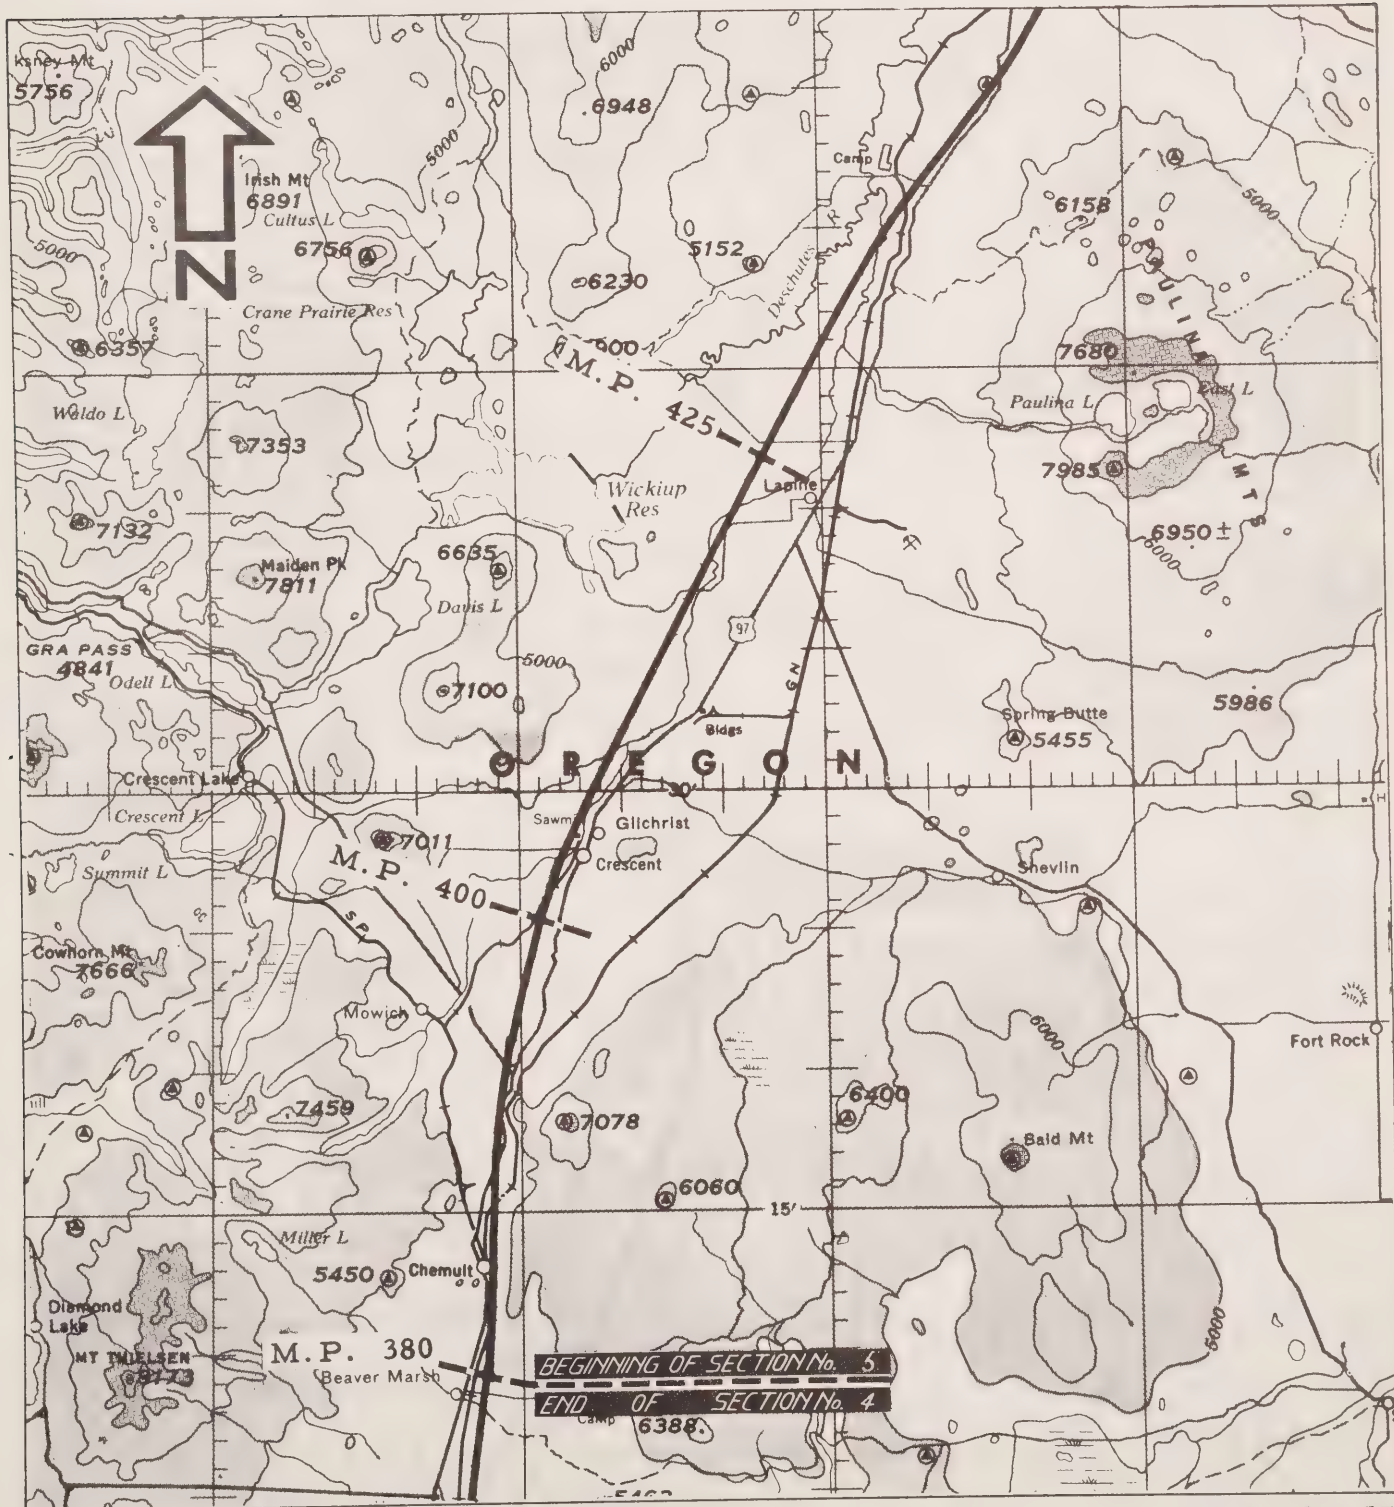 6000
ksney Mt
5756
6948
5000
Camp
Irish Mt
6891
Cultus L
6158
5000
R
6756
5152
5000
Deschutes
PAULINA
6230
N
Crane Prairie Res
6357
M.P. 425
7680
Waldo L
Paulina L
East L
7353
7985
MTS
Wickiup
Res
Lapine
7132
6950±
6635
6000
Maiden Pk
7811
Davis L
97
GRA PASS
4841
Odell L
5000
GN
7100
5986
Spring Butte
5455
Bldgs
OREGON
Crescent Lake
30'
Crescent L
H
Gilchrist
7011
M.P. 400
Crescent
Summit L
Shevlin
SP
Cowhorn Mt
7666
Mowich
6000
Fort Rock
7459
7078
6400
Bald Mt
6060
15'
Miller L
5450
Chemult
Diamond
Lake
5000
M.P. 380
MT THIELSEN
9173
Beaver Marsh
BEGINNING OF SECTION No. 5
END OF SECTION No. 4
Camp
6388